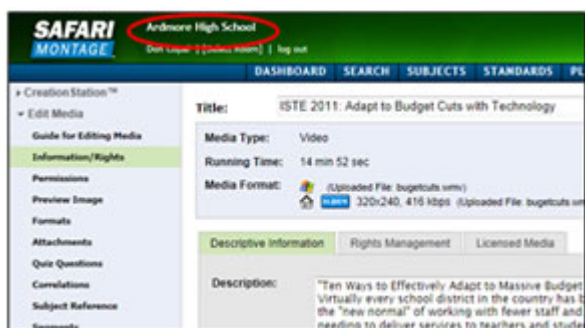 SAFARI
MONTAGE
Ardmore High School
| log out
DASHBOARD SEARCH SUBJECTS STANDARDS
CreationStation™
Edit Media
Guide for Editing Media
Information/Rights
Permissions
Preview Image
Formats
Attachments
Quiz Questions
Correlations
Subject Reference
Segments
Title: ISTE 2011: Adapt to Budget Cuts with Technology
Media Type: Video
Running Time: 14 min 52 sec
Media Format: (Uploaded File: bugetcuts.wmv)
320x240, 416 kbps (Uploaded File: bugetcuts.wm
Descriptive Information Rights Management Licensed Media
Description: "Ten Ways to Effectively Adapt to Massive Budget
Virtually every school district in the country has b
the "new normal" of working with fewer staff and
needing to deliver services to teachers and stude